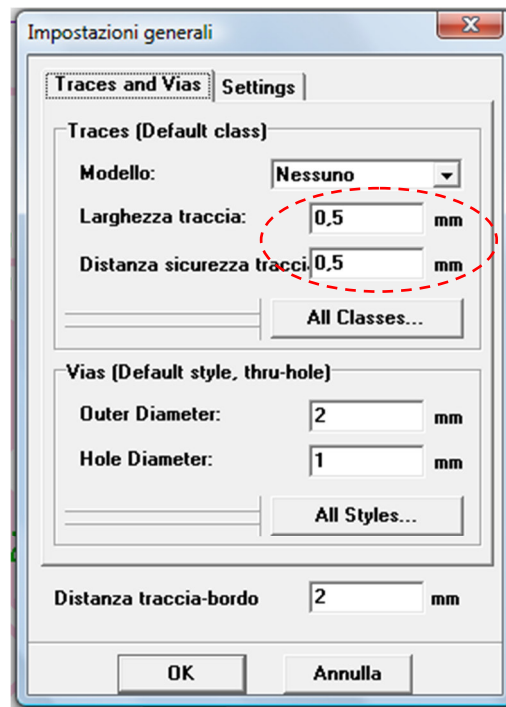 Impostazioni generali
Traces and Vias Settings
Traces (Default class)
Modello: Nessuno
Larghezza traccia: 0,5 mm
Distanza sicurezza tracci 0,5 mm
All Classes...
Vias (Default style, thru-hole)
Outer Diameter: 2 mm
Hole Diameter: 1 mm
All Styles...
Distanza traccia-bordo 2 mm
OK Annulla